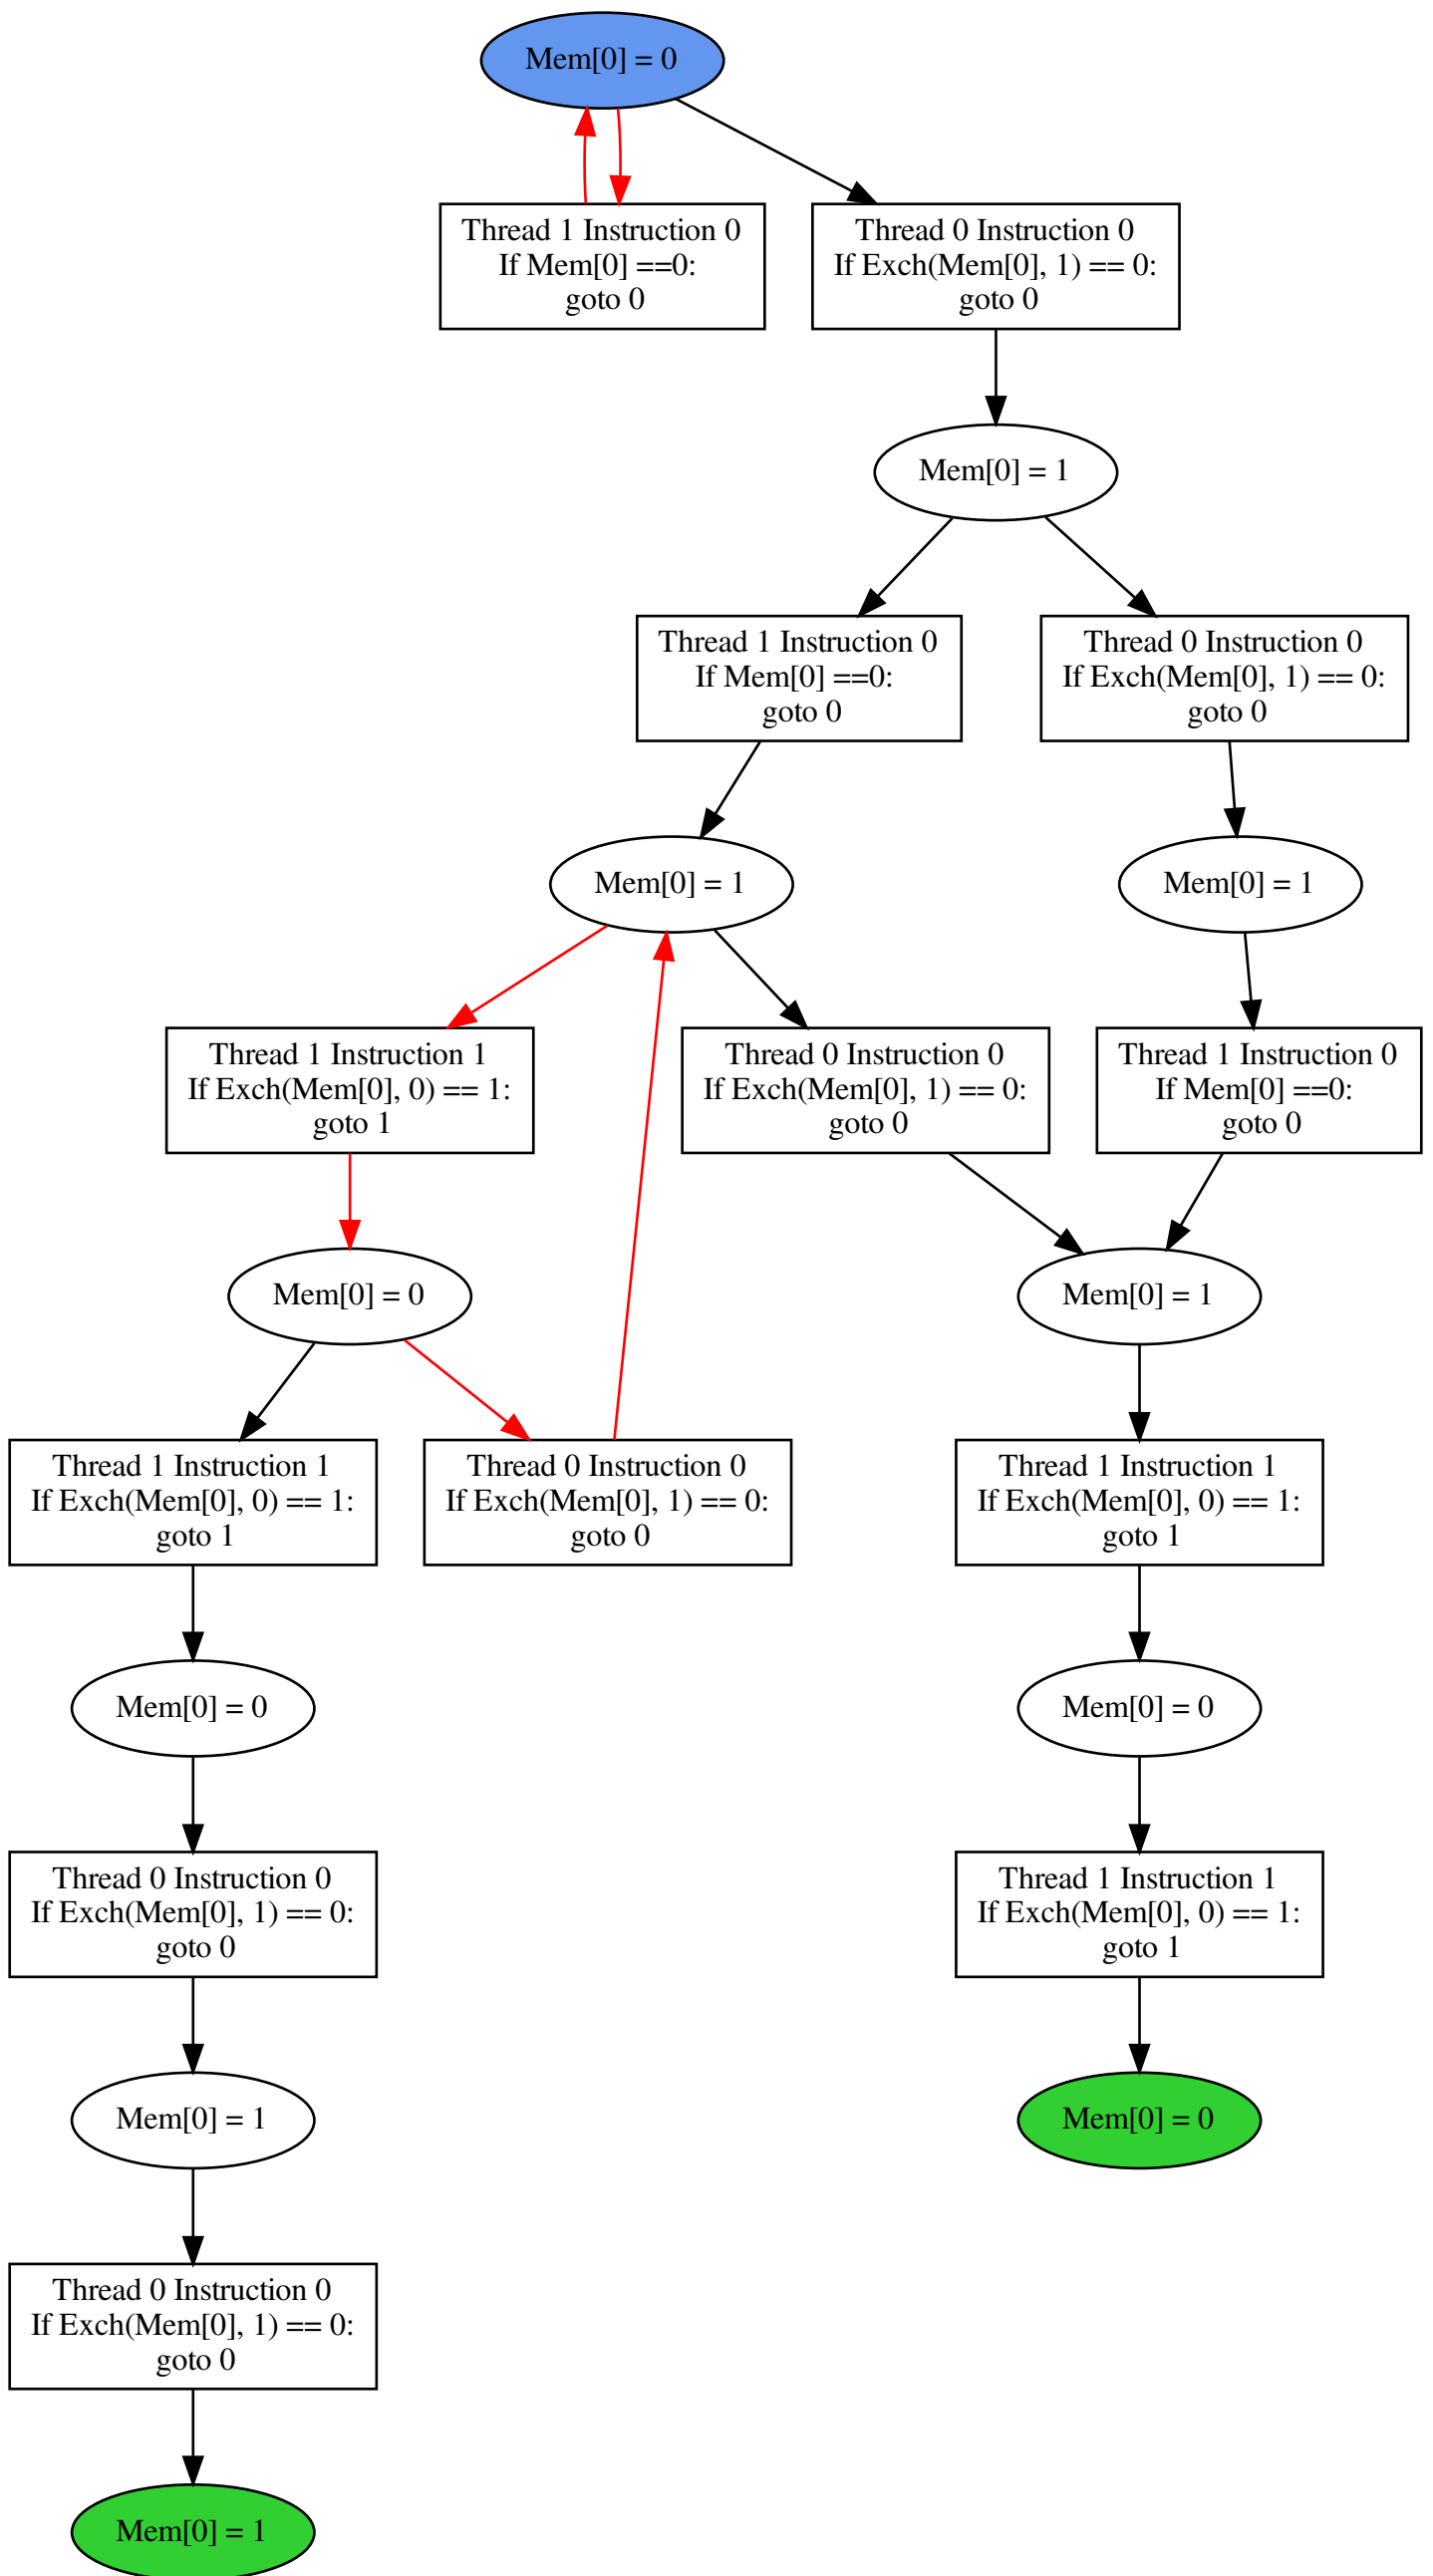 Mem[0] = 0
Thread 1 Instruction 0
If Mem[0] ==0:
goto 0
Thread 0 Instruction 0
If Exch(Mem[0], 1) == 0:
goto 0
Mem[0] = 1
Thread 1 Instruction 0
If Mem[0] ==0:
goto 0
Thread 0 Instruction 0
If Exch(Mem[0], 1) == 0:
goto 0
Mem[0] = 1
Mem[0] = 1
Thread 1 Instruction 1
If Exch(Mem[0], 0) == 1:
goto 1
Thread 0 Instruction 0
If Exch(Mem[0], 1) == 0:
goto 0
Thread 1 Instruction 0
If Mem[0] ==0:
goto 0
Mem[0] = 0
Mem[0] = 1
Thread 1 Instruction 1
If Exch(Mem[0], 0) == 1:
goto 1
Thread 0 Instruction 0
If Exch(Mem[0], 1) == 0:
goto 0
Thread 1 Instruction 1
If Exch(Mem[0], 0) == 1:
goto 1
Mem[0] = 0
Mem[0] = 0
Thread 0 Instruction 0
If Exch(Mem[0], 1) == 0:
goto 0
Thread 1 Instruction 1
If Exch(Mem[0], 0) == 1:
goto 1
Mem[0] = 1
Mem[0] = 0
Thread 0 Instruction 0
If Exch(Mem[0], 1) == 0:
goto 0
Mem[0] = 1